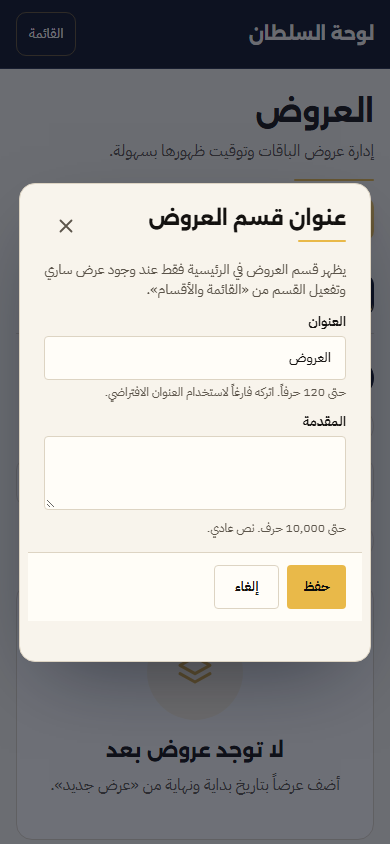 لوحة السلطان
القائمة
العروض
إدارة عروض الباقات وتوقيت ظهورها بسهولة.
عنوان قسم العروض
يظهر قسم العروض في الرئيسية فقط عند وجود عرض ساري
وتفعيل القسم من «القائمة والأقسام».
العنوان
العروض
حتى 120 حرفاً. اتركه فارغاً لاستخدام العنوان الافتراضي.
المقدمة
حتى 10,000 حرف. نص عادي.
حفظ
إلغاء
لا توجد عروض بعد
أضف عرضاً بتاريخ بداية ونهاية من «عرض جديد».